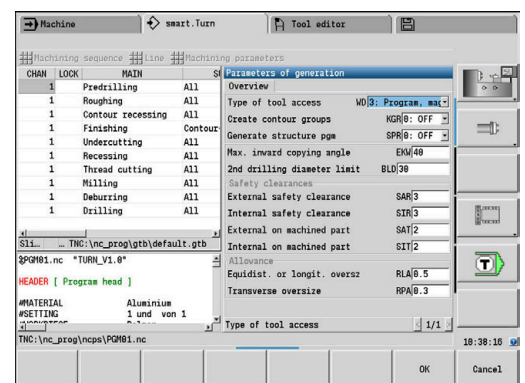 Machine
smart.Turn
Tool editor
Machining sequence
Line
Machining parameters
CHAN LOCK MAIN
1 Predrilling All
1 Roughing All
1 Contour recessing All
1 Finishing Contour
1 Undercutting All
1 Recessing All
1 Thread cutting All
1 Milling All
1 Deburring All
1 Drilling All
Sli... ... TNC:\nc_prog\gtb\default.gtb
Parameters of generation
Overview
Type of tool access WD 3: Program, mag
Create contour groups KGR 0: OFF
Generate structure pgm SPR 0: OFF
Max. inward copying angle EKW 40
2nd drilling diameter limit BLD 30
Safety clearances
External safety clearance SAR 3
Internal safety clearance SIR 3
External on machined part SAT 2
Internal on machined part SIT 2
Allowance
Equidist. or longit. oversz RLA 0.5
Transverse oversize RPA 0.3
Type of tool access 1/1
%PGM01.nc "TURN_V1.0"
HEADER [ Program head ]
#MATERIAL Aluminium
#SETTING 1 und von 1
TNC:\nc_prog\ncps\PGM01.nc
T
10:38:16
OK
Cancel